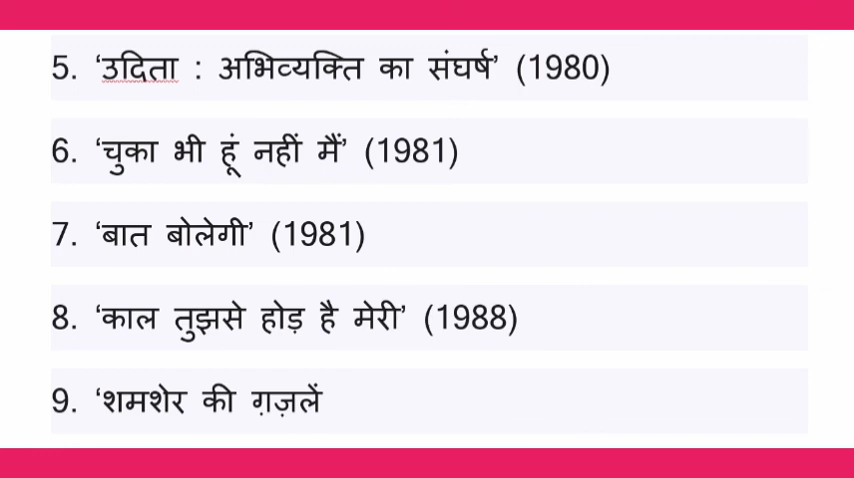 5. ‘उदिता : अभिव्यक्ति का संघर्ष’ (1980)
6. ‘चुका भी हूं नहीं मैं’ (1981)
7. ‘बात बोलेगी’ (1981)
8. ‘काल तुझसे होड़ है मेरी’ (1988)
9. ‘शमशेर की ग़ज़लें